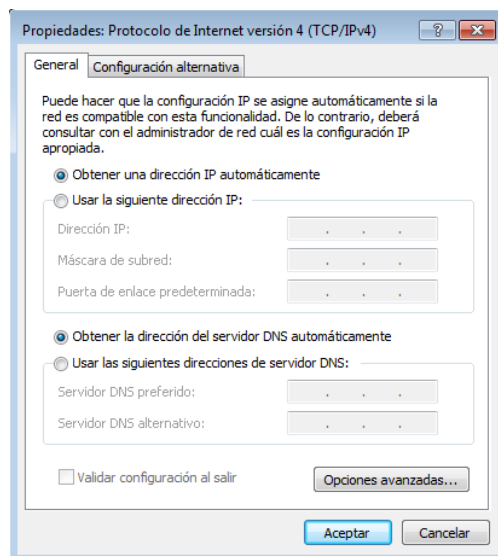 Propiedades: Protocolo de Internet versión 4 (TCP/IPv4)
General
Configuración alternativa
Puede hacer que la configuración IP se asigne automáticamente si la
red es compatible con esta funcionalidad. De lo contrario, deberá
consultar con el administrador de red cuál es la configuración IP
apropiada.
Obtener una dirección IP automáticamente
Usar la siguiente dirección IP:
Dirección IP:
Máscara de subred:
Puerta de enlace predeterminada:
Obtener la dirección del servidor DNS automáticamente
Usar las siguientes direcciones de servidor DNS:
Servidor DNS preferido:
Servidor DNS alternativo:
Validar configuración al salir
Opciones avanzadas...
Aceptar
Cancelar